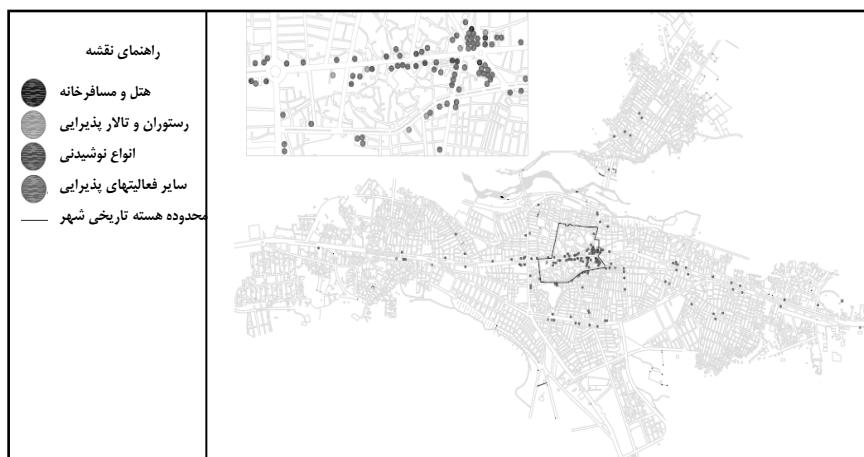 راهنمای نقشه
هتل و مسافرخانه
رستوران و تالار پذیرایی
انواع نوشیدنی
سایر فعالیتهای پذیرایی
محدوده هسته تاریخی شهر